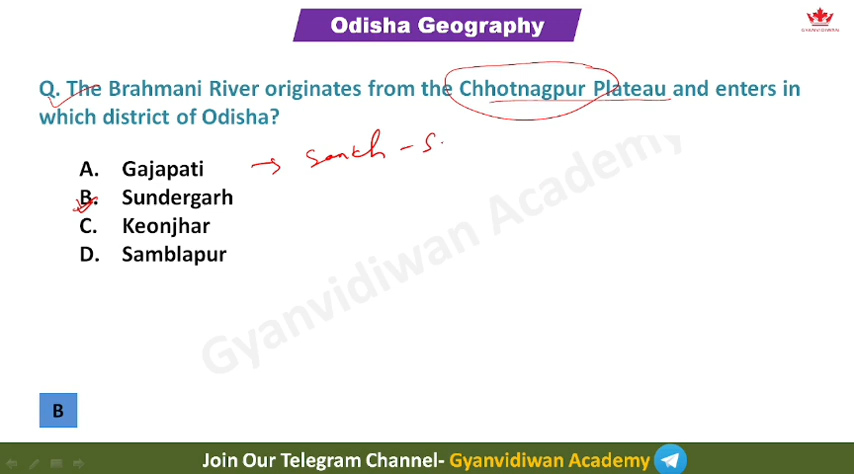 Odisha Geography
GYANVIDIWAN
Q. The Brahmani River originates from the Chhotnagpur Plateau and enters in
which district of Odisha?
A. Gajapati
B. Sundergarh
C. Keonjhar
D. Samblapur
Gyanvidiwan Academy
B
Join Our Telegram Channel- Gyanvidiwan Academy